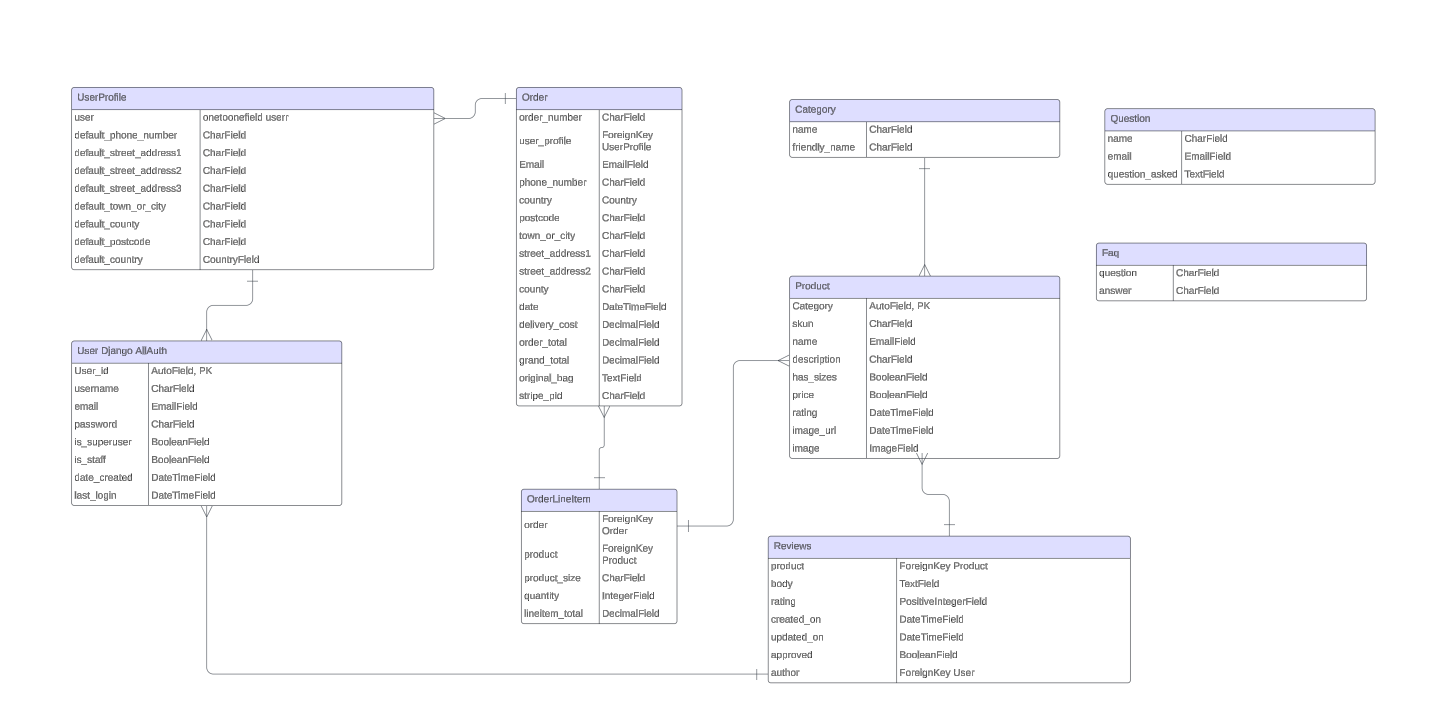 UserProfile
user onetoonefield userr
default_phone_number CharField
default_street_address1 CharField
default_street_address2 CharField
default_street_address3 CharField
default_town_or_city CharField
default_county CharField
default_postcode CharField
default_country CountryField
User Django AllAuth
User_id AutoField, PK
username CharField
email EmailField
password CharField
is_superuser BooleanField
is_staff BooleanField
date_created DateTimeField
last_login DateTimeField
Order
order_number CharField
user_profile ForeignKey
UserProfile
Email EmailField
phone_number CharField
country Country
postcode CharField
town_or_city CharField
street_address1 CharField
street_address2 CharField
county CharField
date DateTimeField
delivery_cost DecimalField
order_total DecimalField
grand_total DecimalField
original_bag TextField
stripe_pid CharField
OrderLineItem
order ForeignKey
Order
product ForeignKey
Product
product_size CharField
quantity IntegerField
lineitem_total DecimalField
Category
name CharField
friendly_name CharField
Product
Category AutoField, PK
skun CharField
name EmailField
description CharField
has_sizes BooleanField
price BooleanField
rating DateTimeField
image_url DateTimeField
image ImageField
Reviews
product ForeignKey Product
body TextField
rating PositiveIntegerField
created_on DateTimeField
updated_on DateTimeField
approved BooleanField
author ForeignKey User
Question
name CharField
email EmailField
question_asked TextField
Faq
question CharField
answer CharField